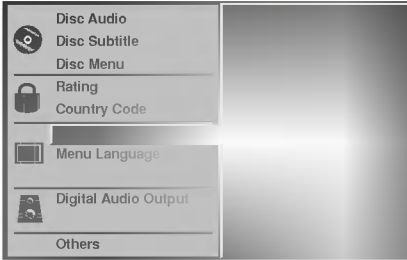 Disc Audio
Disc Subtitle
Disc Menu
Rating
Country Code
Menu Language
Digital Audio Output
Others